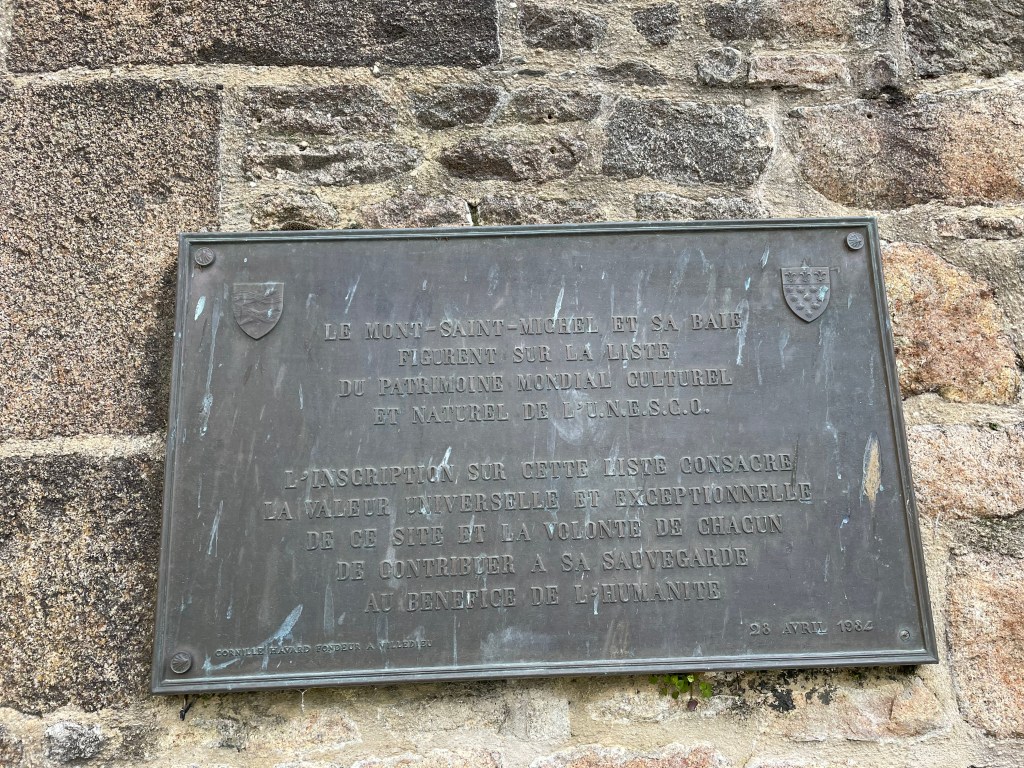 LE MONT-SAINT-MICHEL ET SA BAIE
FIGURENT SUR LA LISTE
DU PATRIMOINE MONDIAL CULTUREL
ET NATUREL DE L'U.N.E.S.C.O.
L'INSCRIPTION SUR CETTE LISTE CONSACRE
LA VALEUR UNIVERSELLE ET EXCEPTIONNELLE
DE CE SITE ET LA VOLONTE DE CHACUN
DE CONTRIBUER A SA SAUVEGARDE
AU BENEFICE DE L'HUMANITE
28 AVRIL 1984
CORNILLE HAVARD FONDEUR A VILLEDIEU